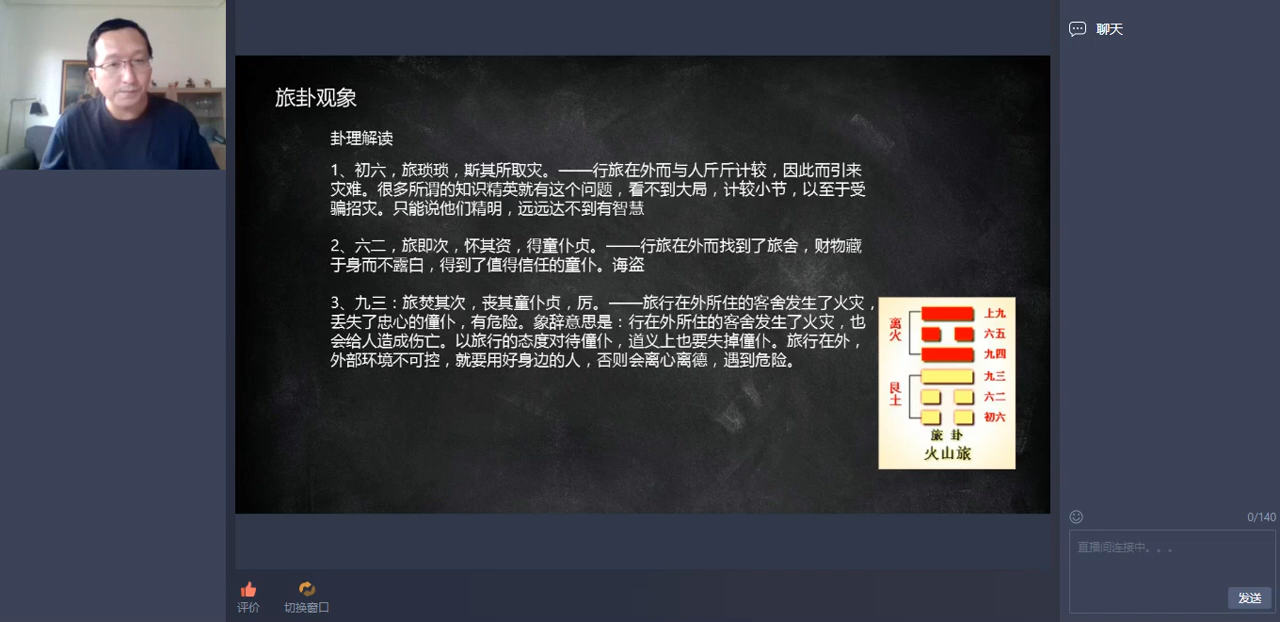 聊天
旅卦观象
卦理解读
1、初六，旅琐琐，斯其所取灾。——行旅在外而与人斤斤计较，因此而引来
灾难。很多所谓的知识精英就有这个问题，看不到大局，计较小节，以至于受
骗招灾。只能说他们精明，远远达不到有智慧
2、六二，旅即次，怀其资，得童仆贞。——行旅在外而找到了旅舍，财物藏
于身而不露白，得到了值得信任的童仆。海盗
3、九三：旅焚其次，丧其童仆贞，厉。——旅行在外所住的客舍发生了火灾，
丢失了忠心的僮仆，有危险。象辞意思是：行在外所住的客舍发生了火灾，也
会给人造成伤亡。以旅行的态度对待僮仆，道义上也要失掉僮仆。旅行在外，
外部环境不可控，就要用好身边的人，否则会离心离德，遇到危险。
离火
上九
六五
九四
艮土
九三
六二
初六
旅 卦
火山旅
0/140
直播间连接中。。。
发送
评价
切换窗口